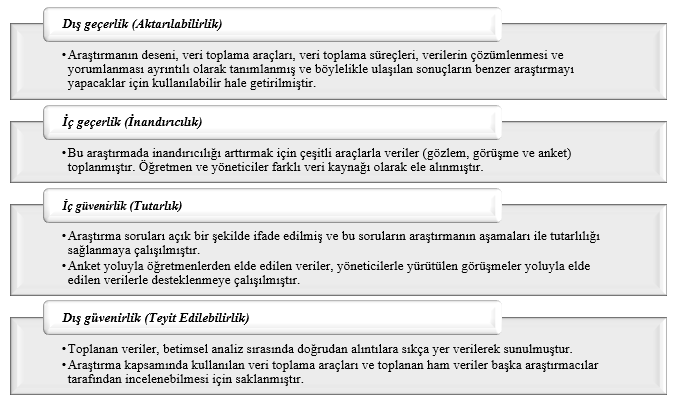 Dış geçerlik (Aktarılabilirlik)
•Araştırmanın deseni, veri toplama araçları, veri toplama süreçleri, verilerin çözümlenmesi ve
yorumlanması ayrıntılı olarak tanımlanmış ve böylelikle ulaşılan sonuçların benzer araştırmayı
yapacaklar için kullanılabilir hale getirilmiştir.
İç geçerlik (İnandırıcılık)
•Bu araştırmada inandırıcılığı arttırmak için çeşitli araçlarla veriler (gözlem, görüşme ve anket)
toplanmıştır. Öğretmen ve yöneticiler farklı veri kaynağı olarak ele alınmıştır.
İç güvenirlik (Tutarlık)
•Araştırma soruları açık bir şekilde ifade edilmiş ve bu soruların araştırmanın aşamaları ile tutarlılığı
sağlanmaya çalışılmıştır.
•Anket yoluyla öğretmenlerden elde edilen veriler, yöneticilerle yürütülen görüşmeler yoluyla elde
edilen verilerle desteklenmeye çalışılmıştır.
Dış güvenirlik (Teyit Edilebilirlik)
•Toplanan veriler, betimsel analiz sırasında doğrudan alıntılara sıkça yer verilerek sunulmuştur.
•Araştırma kapsamında kullanılan veri toplama araçları ve toplanan ham veriler başka araştırmacılar
tarafından incelenebilmesi için saklanmıştır.